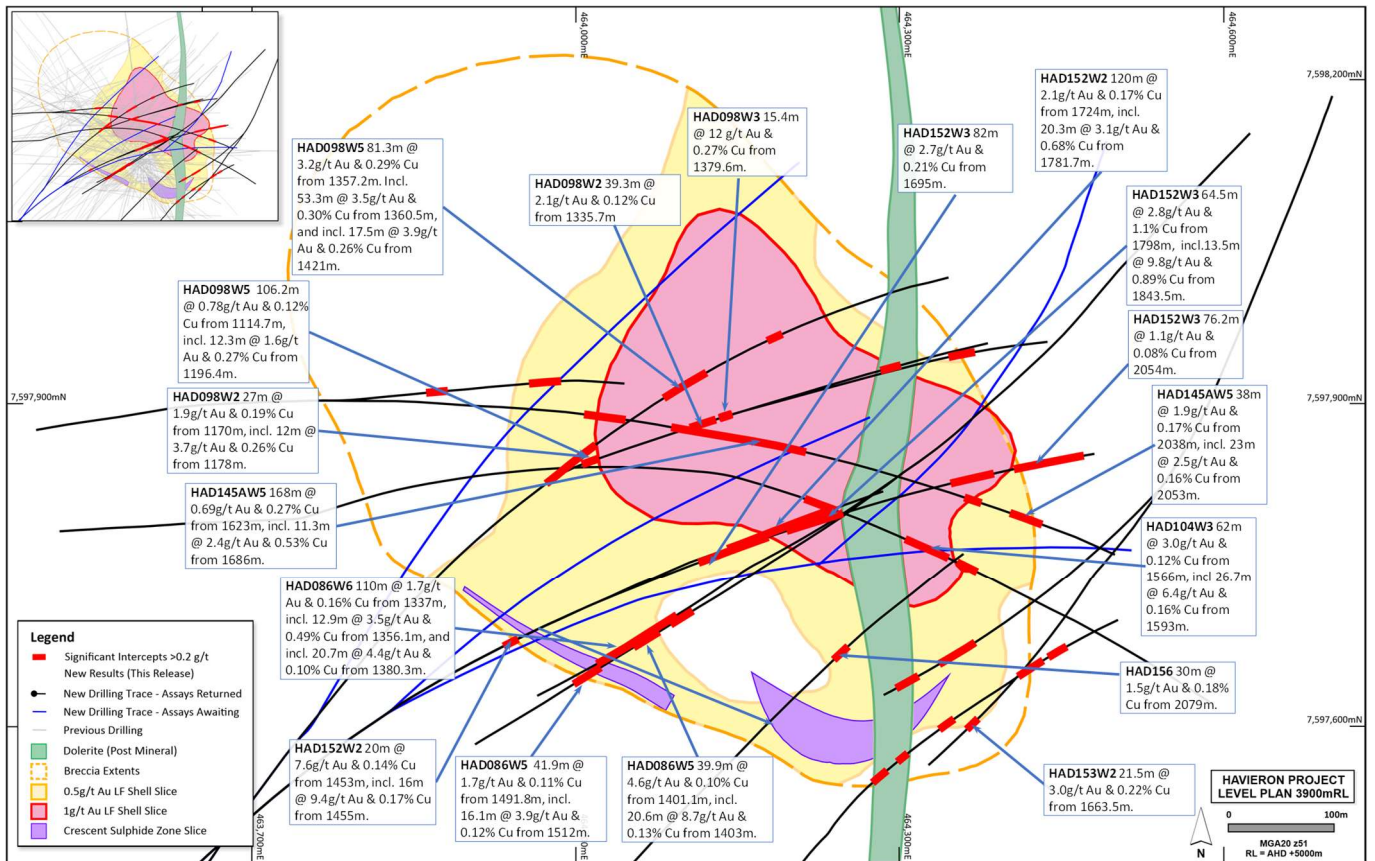 464,000mE
464,300mE
464,600mE
7,598,200mN
HAD152W2 120m @
2.1g/t Au & 0.17% Cu
from 1724m, incl.
20.3m @ 3.1g/t Au &
0.68% Cu from
1781.7m.
HAD098W3 15.4m
@ 12 g/t Au &
0.27% Cu from
1379.6m.
HAD152W3 82m
@ 2.7g/t Au &
0.21% Cu from
1695m.
HAD098W5 81.3m @
3.2g/t Au & 0.29% Cu
from 1357.2m. Incl.
53.3m @ 3.5g/t Au &
0.30% Cu from 1360.5m,
and incl. 17.5m @ 3.9g/t
Au & 0.26% Cu from
1421m.
HAD098W2 39.3m @
2.1g/t Au & 0.12% Cu
from 1335.7m
HAD152W3 64.5m
@ 2.8g/t Au &
1.1% Cu from
1798m, incl.13.5m
@ 9.8g/t Au &
0.89% Cu from
1843.5m.
HAD098W5 106.2m
@ 0.78g/t Au & 0.12%
Cu from 1114.7m,
incl. 12.3m @ 1.6g/t
Au & 0.27% Cu from
1196.4m.
HAD152W3 76.2m
@ 1.1g/t Au &
0.08% Cu from
2054m.
7,597,900mN
7,597,900mN
HAD098W2 27m @
1.9g/t Au & 0.19% Cu
from 1170m, incl. 12m @
3.7g/t Au & 0.26% Cu
from 1178m.
HAD145AW5 38m
@ 1.9g/t Au &
0.17% Cu from
2038m, incl. 23m
@ 2.5g/t Au &
0.16% Cu from
2053m.
HAD145AW5 168m @
0.69g/t Au & 0.27% Cu
from 1623m, incl. 11.3m
@ 2.4g/t Au & 0.53% Cu
from 1686m.
HAD104W3 62m
@ 3.0g/t Au &
0.12% Cu from
1566m, incl 26.7m
@ 6.4g/t Au &
0.16% Cu from
1593m.
HAD086W6 110m @ 1.7g/t
Au & 0.16% Cu from 1337m,
incl. 12.9m @ 3.5g/t Au &
0.49% Cu from 1356.1m, and
incl. 20.7m @ 4.4g/t Au &
0.10% Cu from 1380.3m.
HAD156 30m @
1.5g/t Au & 0.18%
Cu from 2079m.
7,597,600mN
Legend
Significant Intercepts >0.2 g/t
New Results (This Release)
New Drilling Trace - Assays Returned
New Drilling Trace - Assays Awaiting
Previous Drilling
Dolerite (Post Mineral)
Breccia Extents
0.5g/t Au LF Shell Slice
1g/t Au LF Shell Slice
Crescent Sulphide Zone Slice
HAD152W2 20m @
7.6g/t Au & 0.14% Cu
from 1453m, incl. 16m
@ 9.4g/t Au & 0.17% Cu
from 1455m.
HAD086W5 41.9m @
1.7g/t Au & 0.11% Cu
from 1491.8m, incl.
16.1m @ 3.9g/t Au &
0.12% Cu from 1512m.
HAD086W5 39.9m @
4.6g/t Au & 0.10% Cu
from 1401.1m, incl.
20.6m @ 8.7g/t Au &
0.13% Cu from 1403m.
HAD153W2 21.5m @
3.0g/t Au & 0.22% Cu
from 1663.5m.
HAVIERON PROJECT
LEVEL PLAN 3900mRL
0 100m
MGA20 z51
RL = AHD +5000m
N
463,700mE
464,000mE
464,300mE